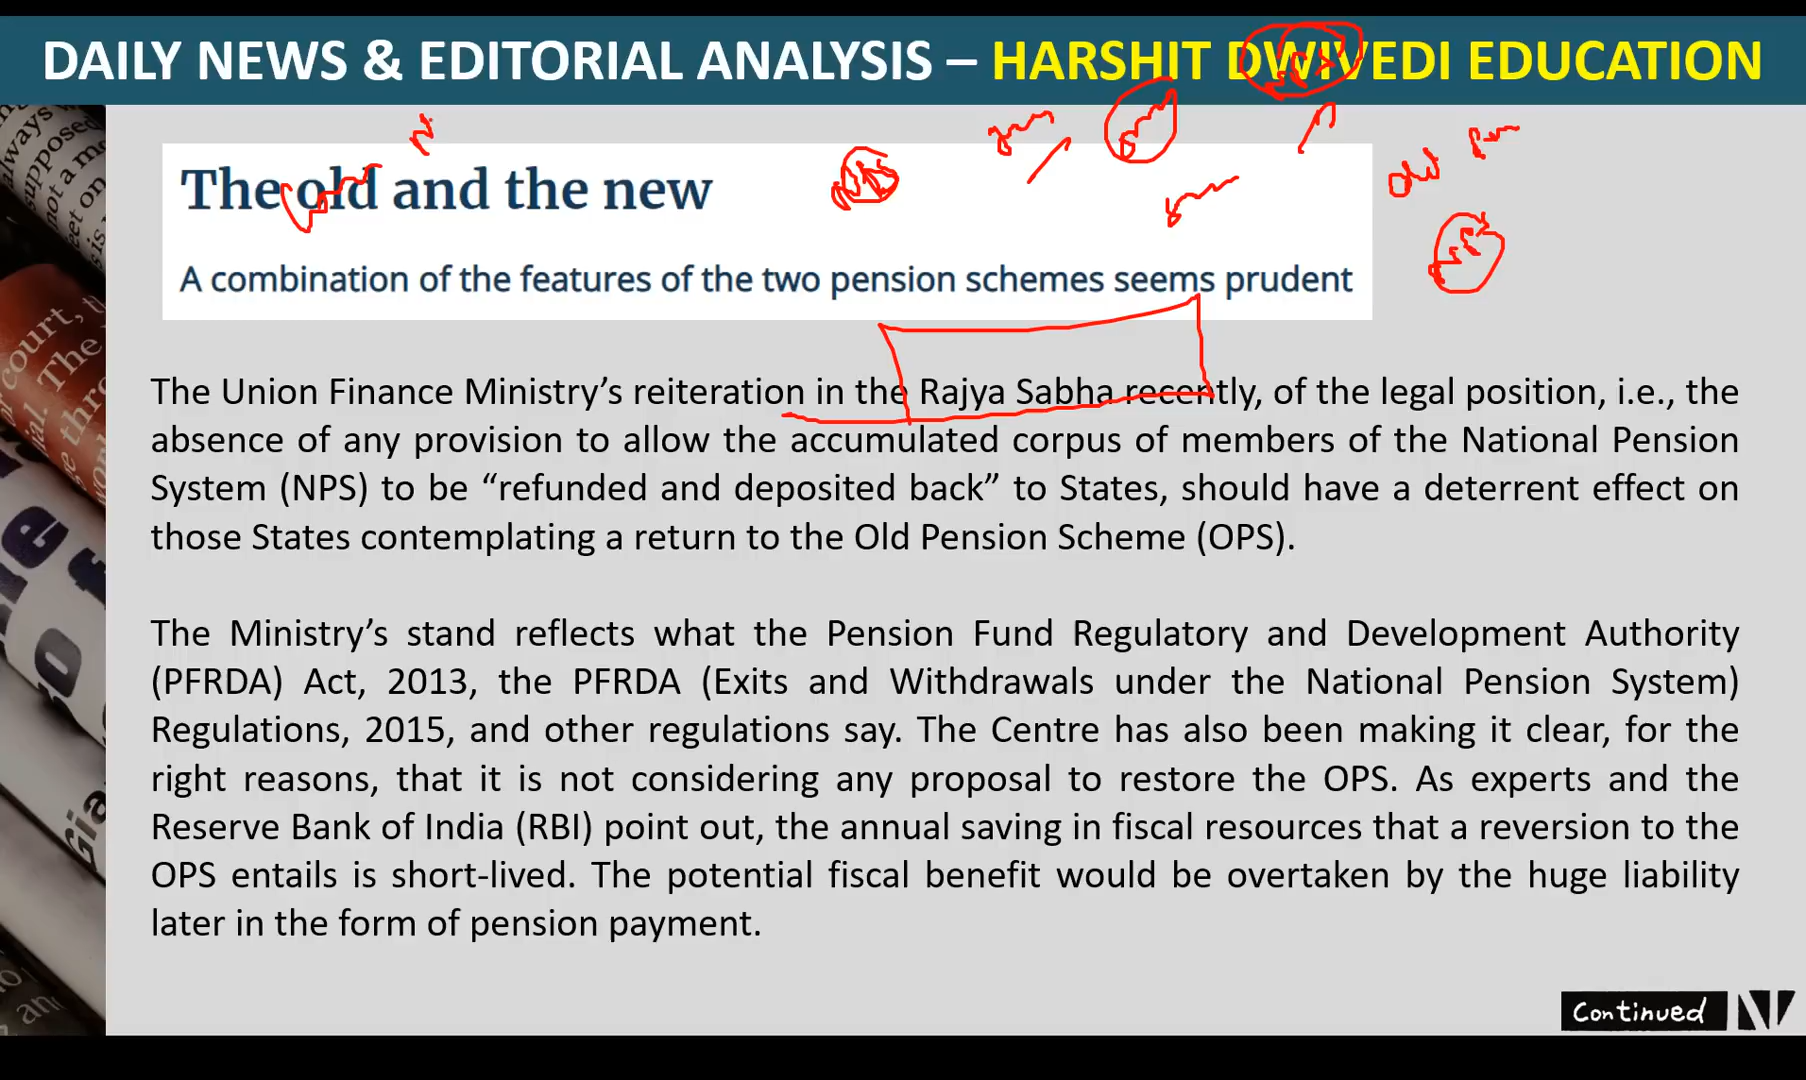 DAILY NEWS & EDITORIAL ANALYSIS – HARSHIT DWIVEDI EDUCATION
The old and the new
old
A combination of the features of the two pension schemes seems prudent
The Union Finance Ministry’s reiteration in the Rajya Sabha recently, of the legal position, i.e., the
absence of any provision to allow the accumulated corpus of members of the National Pension
System (NPS) to be “refunded and deposited back” to States, should have a deterrent effect on
those States contemplating a return to the Old Pension Scheme (OPS).
The Ministry’s stand reflects what the Pension Fund Regulatory and Development Authority
(PFRDA) Act, 2013, the PFRDA (Exits and Withdrawals under the National Pension System)
Regulations, 2015, and other regulations say. The Centre has also been making it clear, for the
right reasons, that it is not considering any proposal to restore the OPS. As experts and the
Reserve Bank of India (RBI) point out, the annual saving in fiscal resources that a reversion to the
OPS entails is short-lived. The potential fiscal benefit would be overtaken by the huge liability
later in the form of pension payment.
Continued